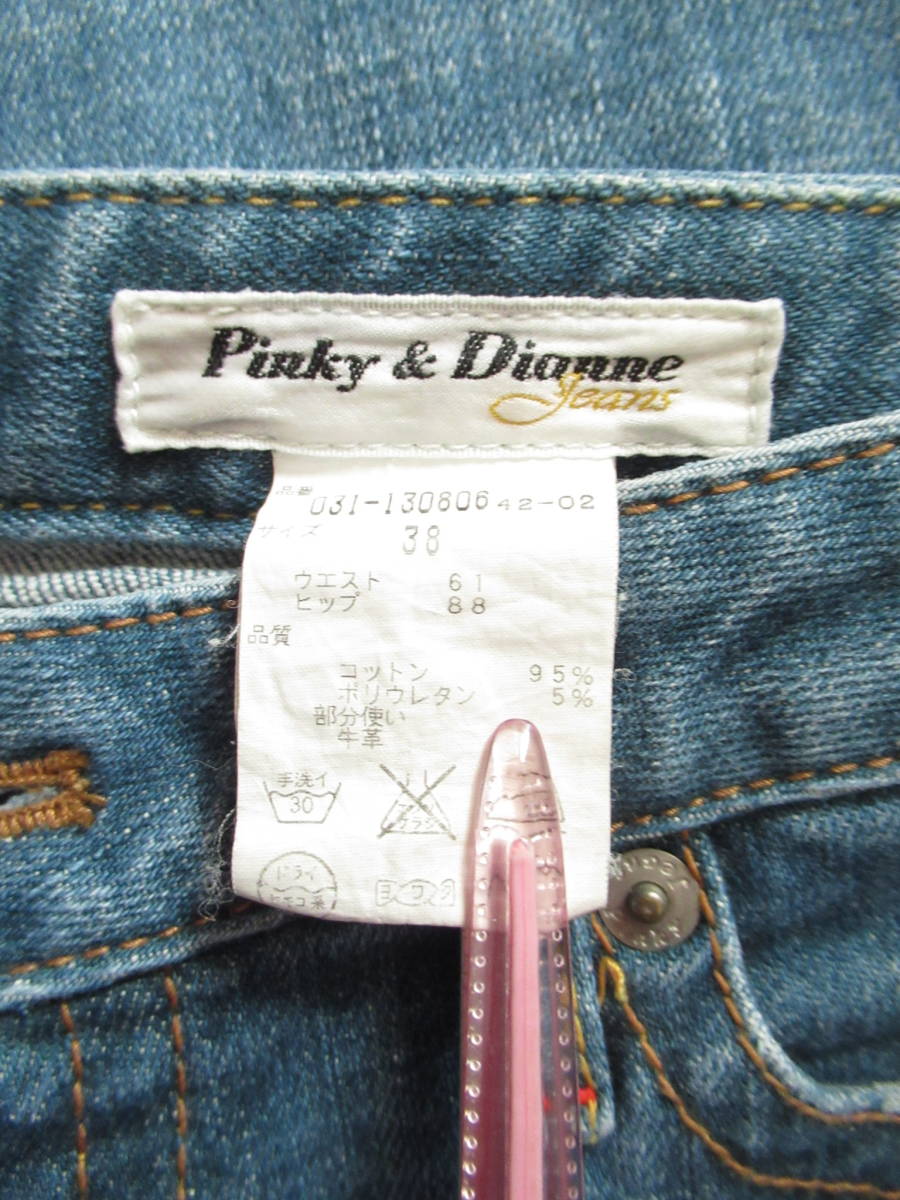 Pinky & Dianne
Jeans
品番 031-130606 42-02
サイズ 38
ウエスト 61
ヒップ 88
品質
コットン 95%
ポリウレタン 5%
部分使い
牛革
手洗イ
30
ドライ
セキユ系